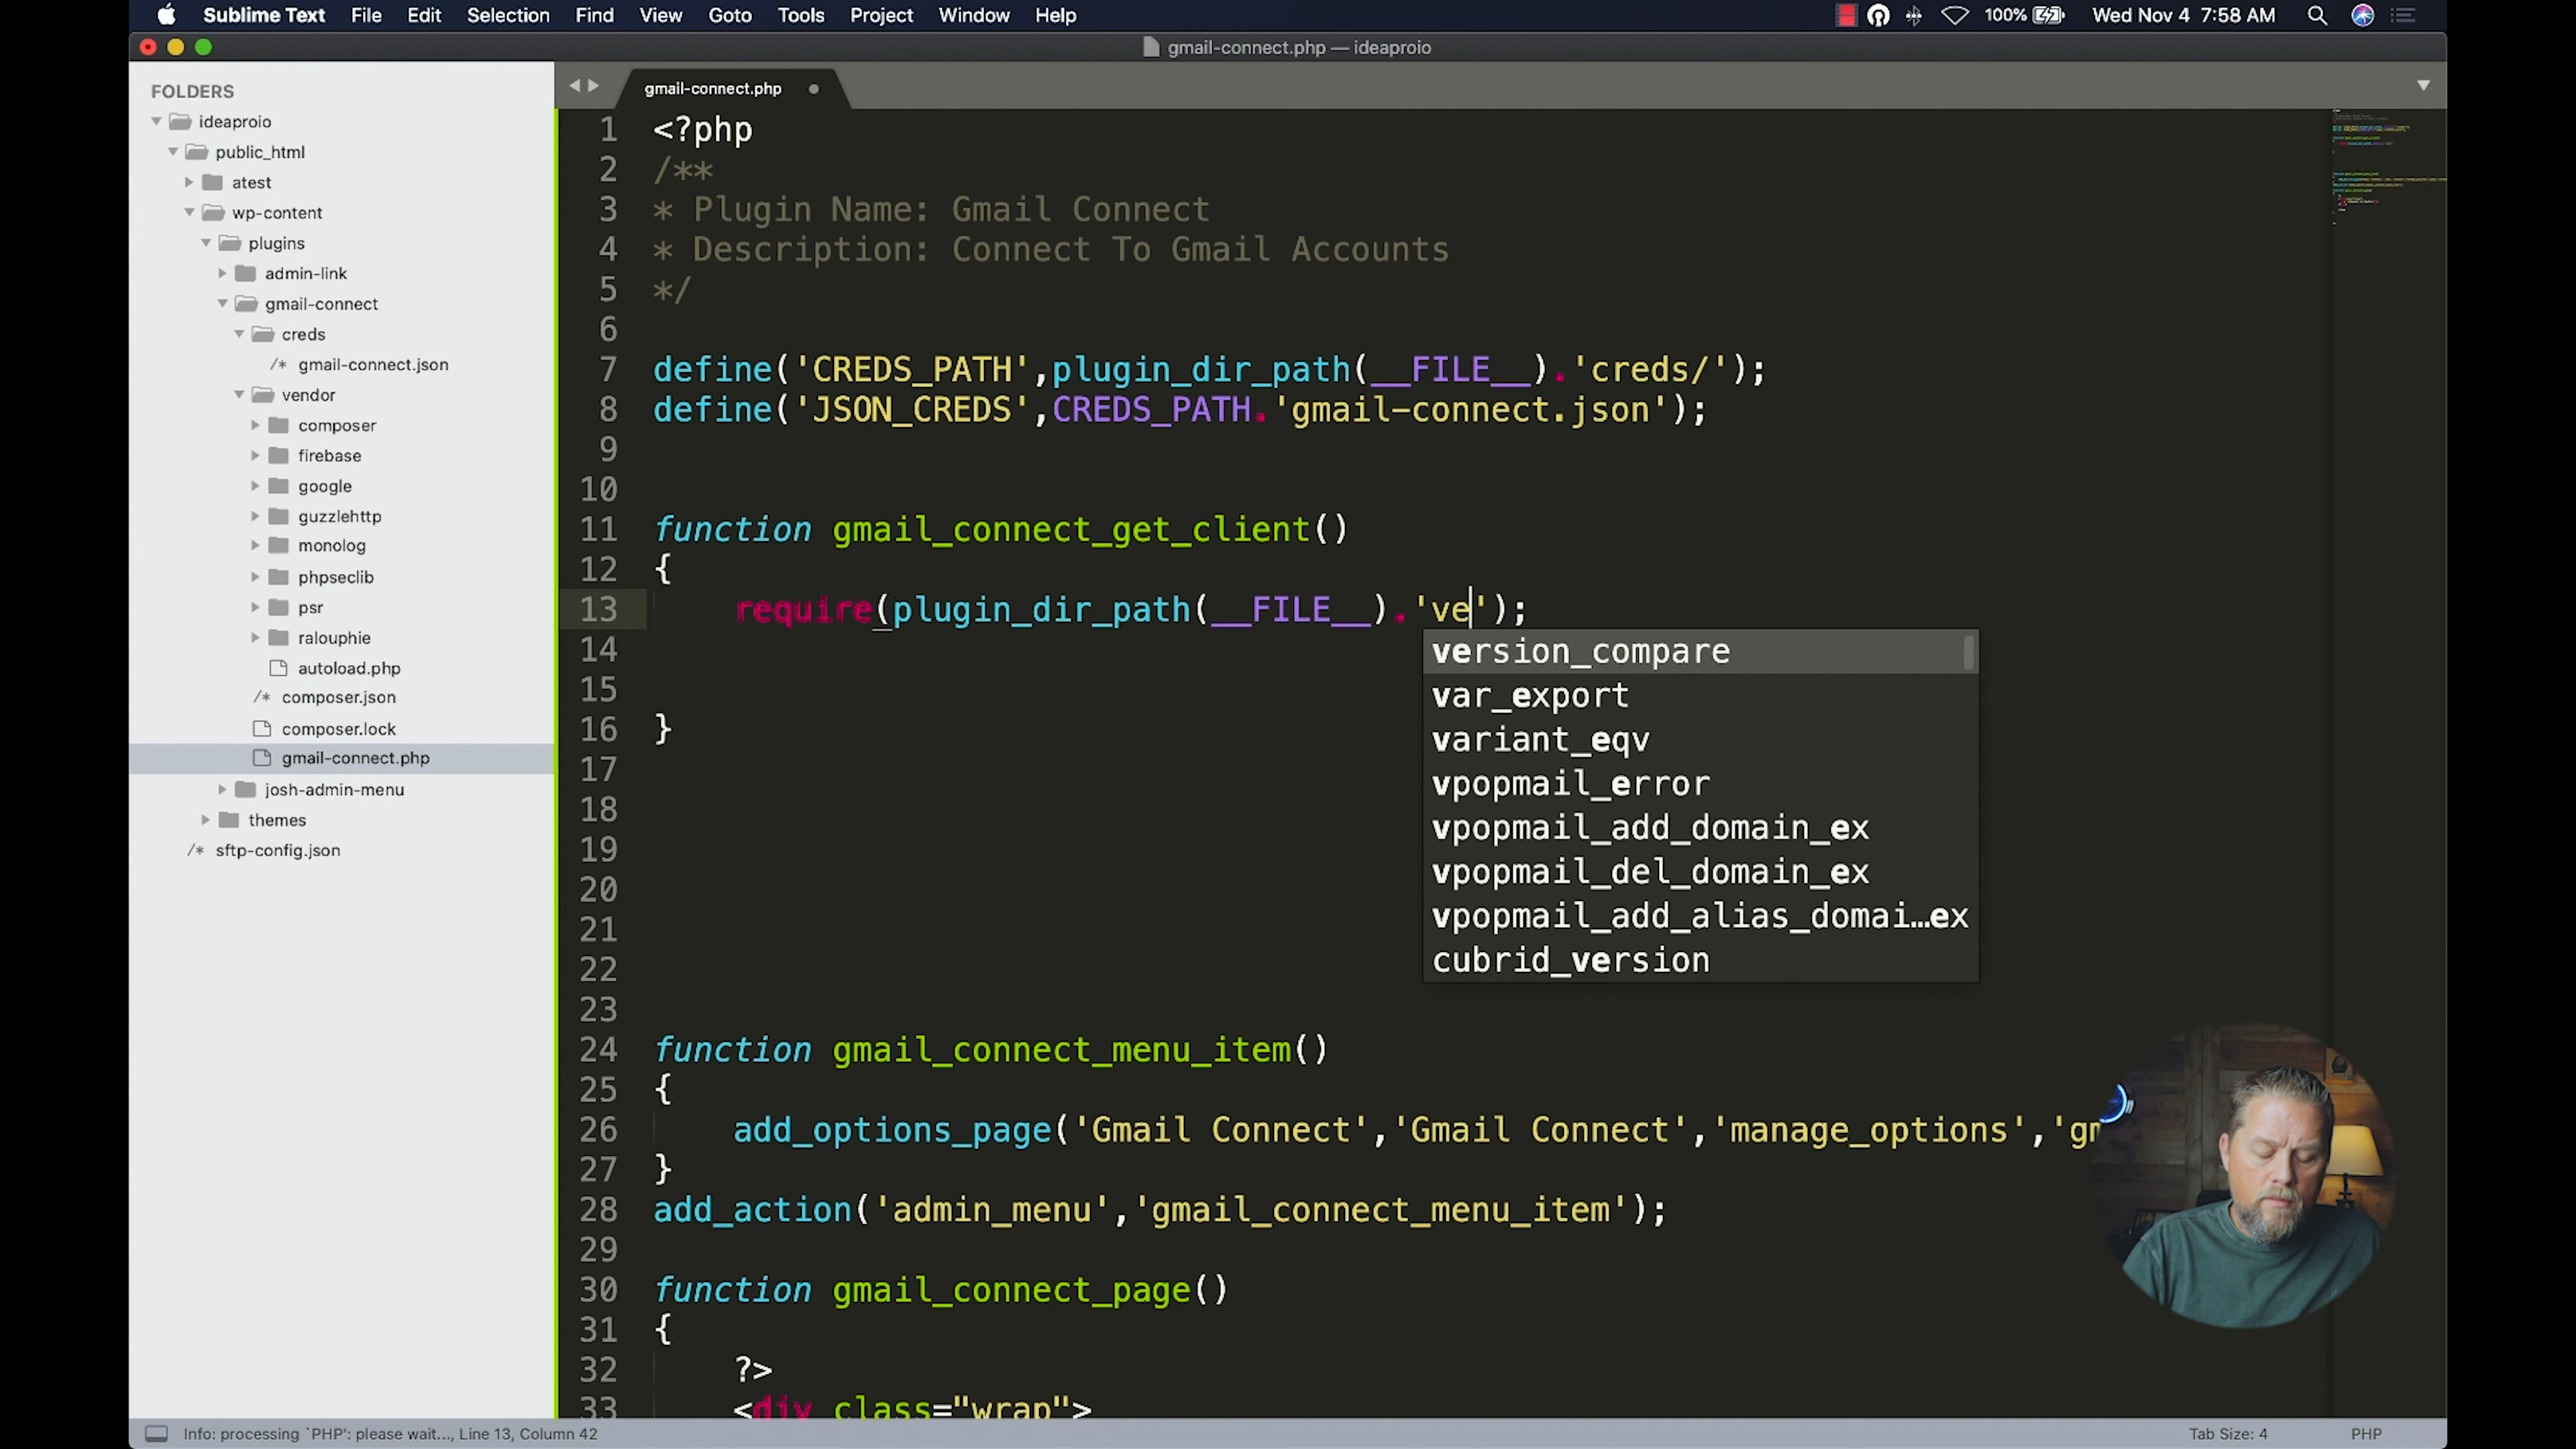 Sublime Text File Edit Selection Find View Goto Tools Project Window Help 100% Wed Nov 4 7:58 AM
gmail-connect.php — ideaproio
FOLDERS
ideaproio
public_html
atest
wp-content
plugins
admin-link
gmail-connect
creds
/* gmail-connect.json
vendor
composer
firebase
google
guzzlehttp
monolog
phpseclib
psr
ralouphie
autoload.php
/* composer.json
composer.lock
gmail-connect.php
josh-admin-menu
themes
/* sftp-config.json
gmail-connect.php
1 <?php
2 /**
3 * Plugin Name: Gmail Connect
4 * Description: Connect To Gmail Accounts
5 */
6
7 define('CREDS_PATH',plugin_dir_path(__FILE__).'creds/');
8 define('JSON_CREDS',CREDS_PATH.'gmail-connect.json');
9
10
11 function gmail_connect_get_client()
12 {
13 require(plugin_dir_path(__FILE__).'ve');
14
15
16 }
17
18
19
20
21
22
23
24 function gmail_connect_menu_item()
25 {
26 add_options_page('Gmail Connect','Gmail Connect','manage_options','gm
27 }
28 add_action('admin_menu','gmail_connect_menu_item');
29
30 function gmail_connect_page()
31 {
32 ?>
33 <div class="wrap">
version_compare
var_export
variant_eqv
vpopmail_error
vpopmail_add_domain_ex
vpopmail_del_domain_ex
vpopmail_add_alias_domai…ex
cubrid_version
Info: processing `PHP': please wait..., Line 13, Column 42 Tab Size: 4 PHP